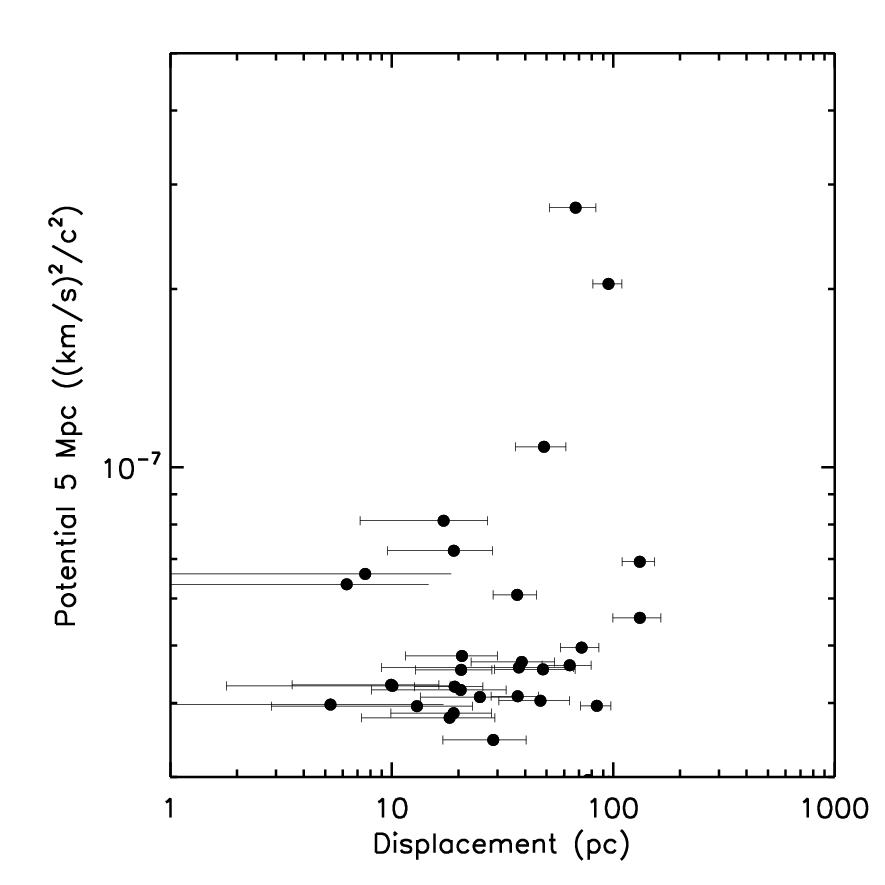 Potential 5 Mpc ((km/s)²/c²)
10⁻⁷
1 10 100 1000
Displacement (pc)